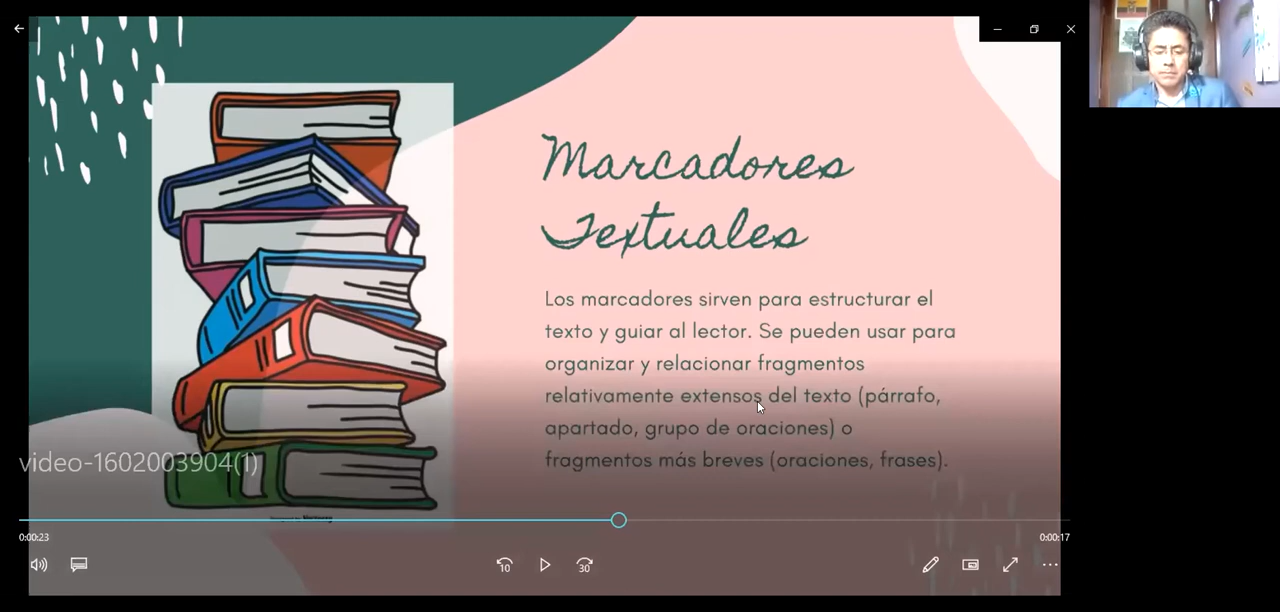 Marcadores
Textuales
Los marcadores sirven para estructurar el
texto y guiar al lector. Se pueden usar para
organizar y relacionar fragmentos
relativamente extensos del texto (párrafo,
apartado, grupo de oraciones) o
fragmentos más breves (oraciones, frases).
video-1602003904(1)
0:00:23
0:00:17
10
30